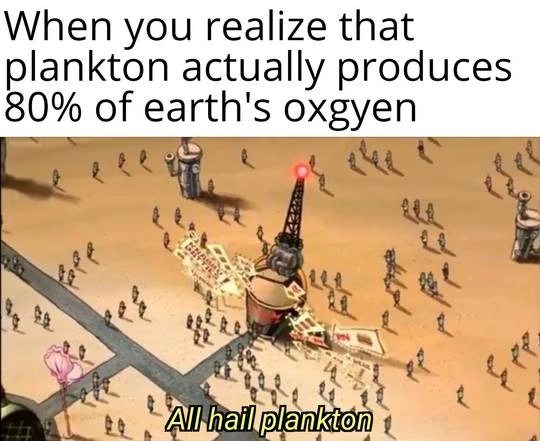 When you realize that
plankton actually produces
80% of earth's oxgyen
All hail plankton